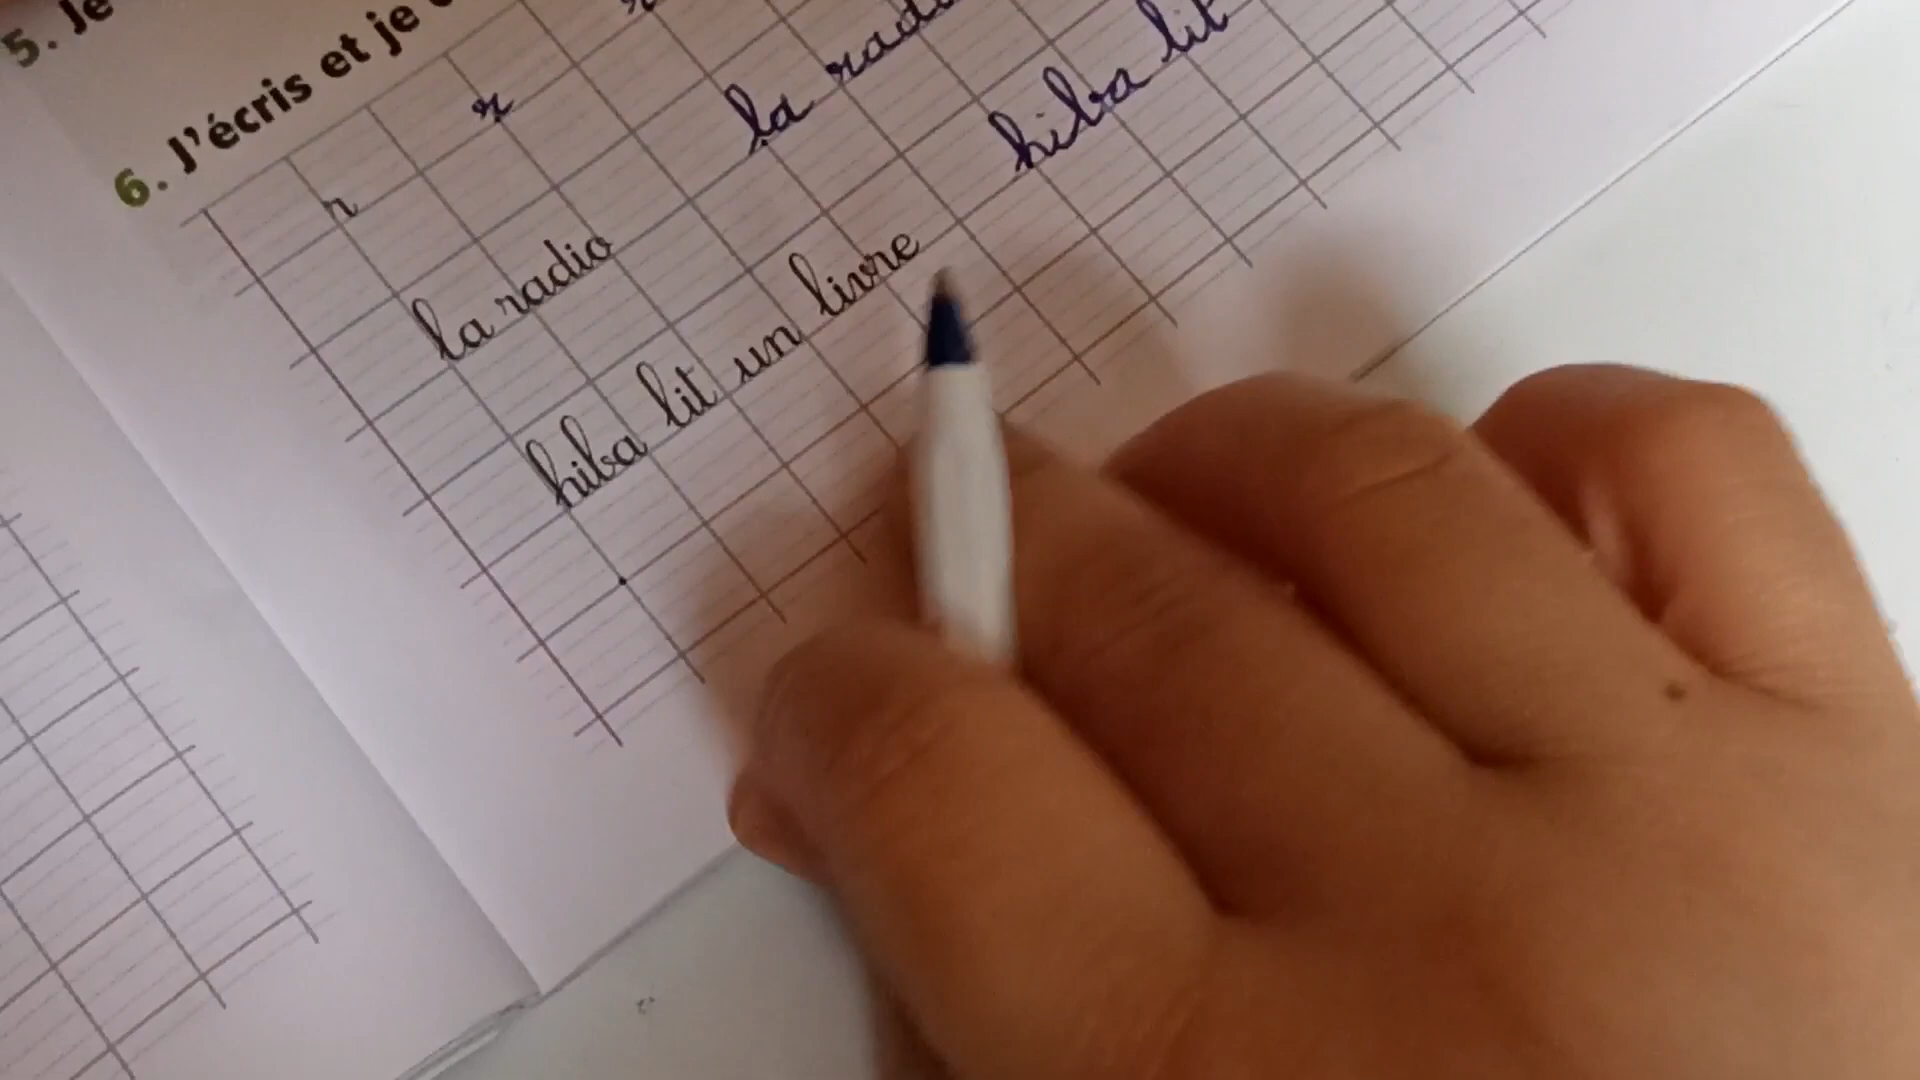 5. Je
6. J'écris et je
r r r
la radio la radio
hiba lit un livre hiba lit